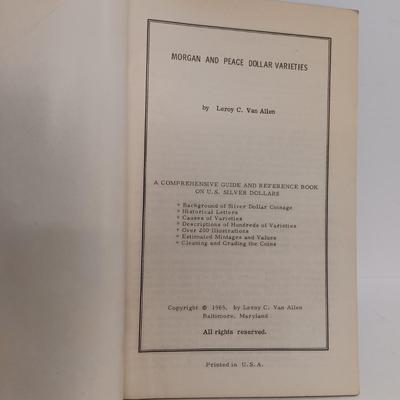 MORGAN AND PEACE DOLLAR VARIETIES
by Leroy C. Van Allen
A COMPREHENSIVE GUIDE AND REFERENCE BOOK
ON U.S. SILVER DOLLARS
* Background of Silver Dollar Coinage
* Historical Letters
* Causes of Varieties
* Descriptions of Hundreds of Varieties
* Over 200 Illustrations
* Estimated Mintages and Values
* Cleaning and Grading the Coins
Copyright © 1965, by Leroy C. Van Allen
Baltimore, Maryland
All rights reserved.
Printed in U.S.A.